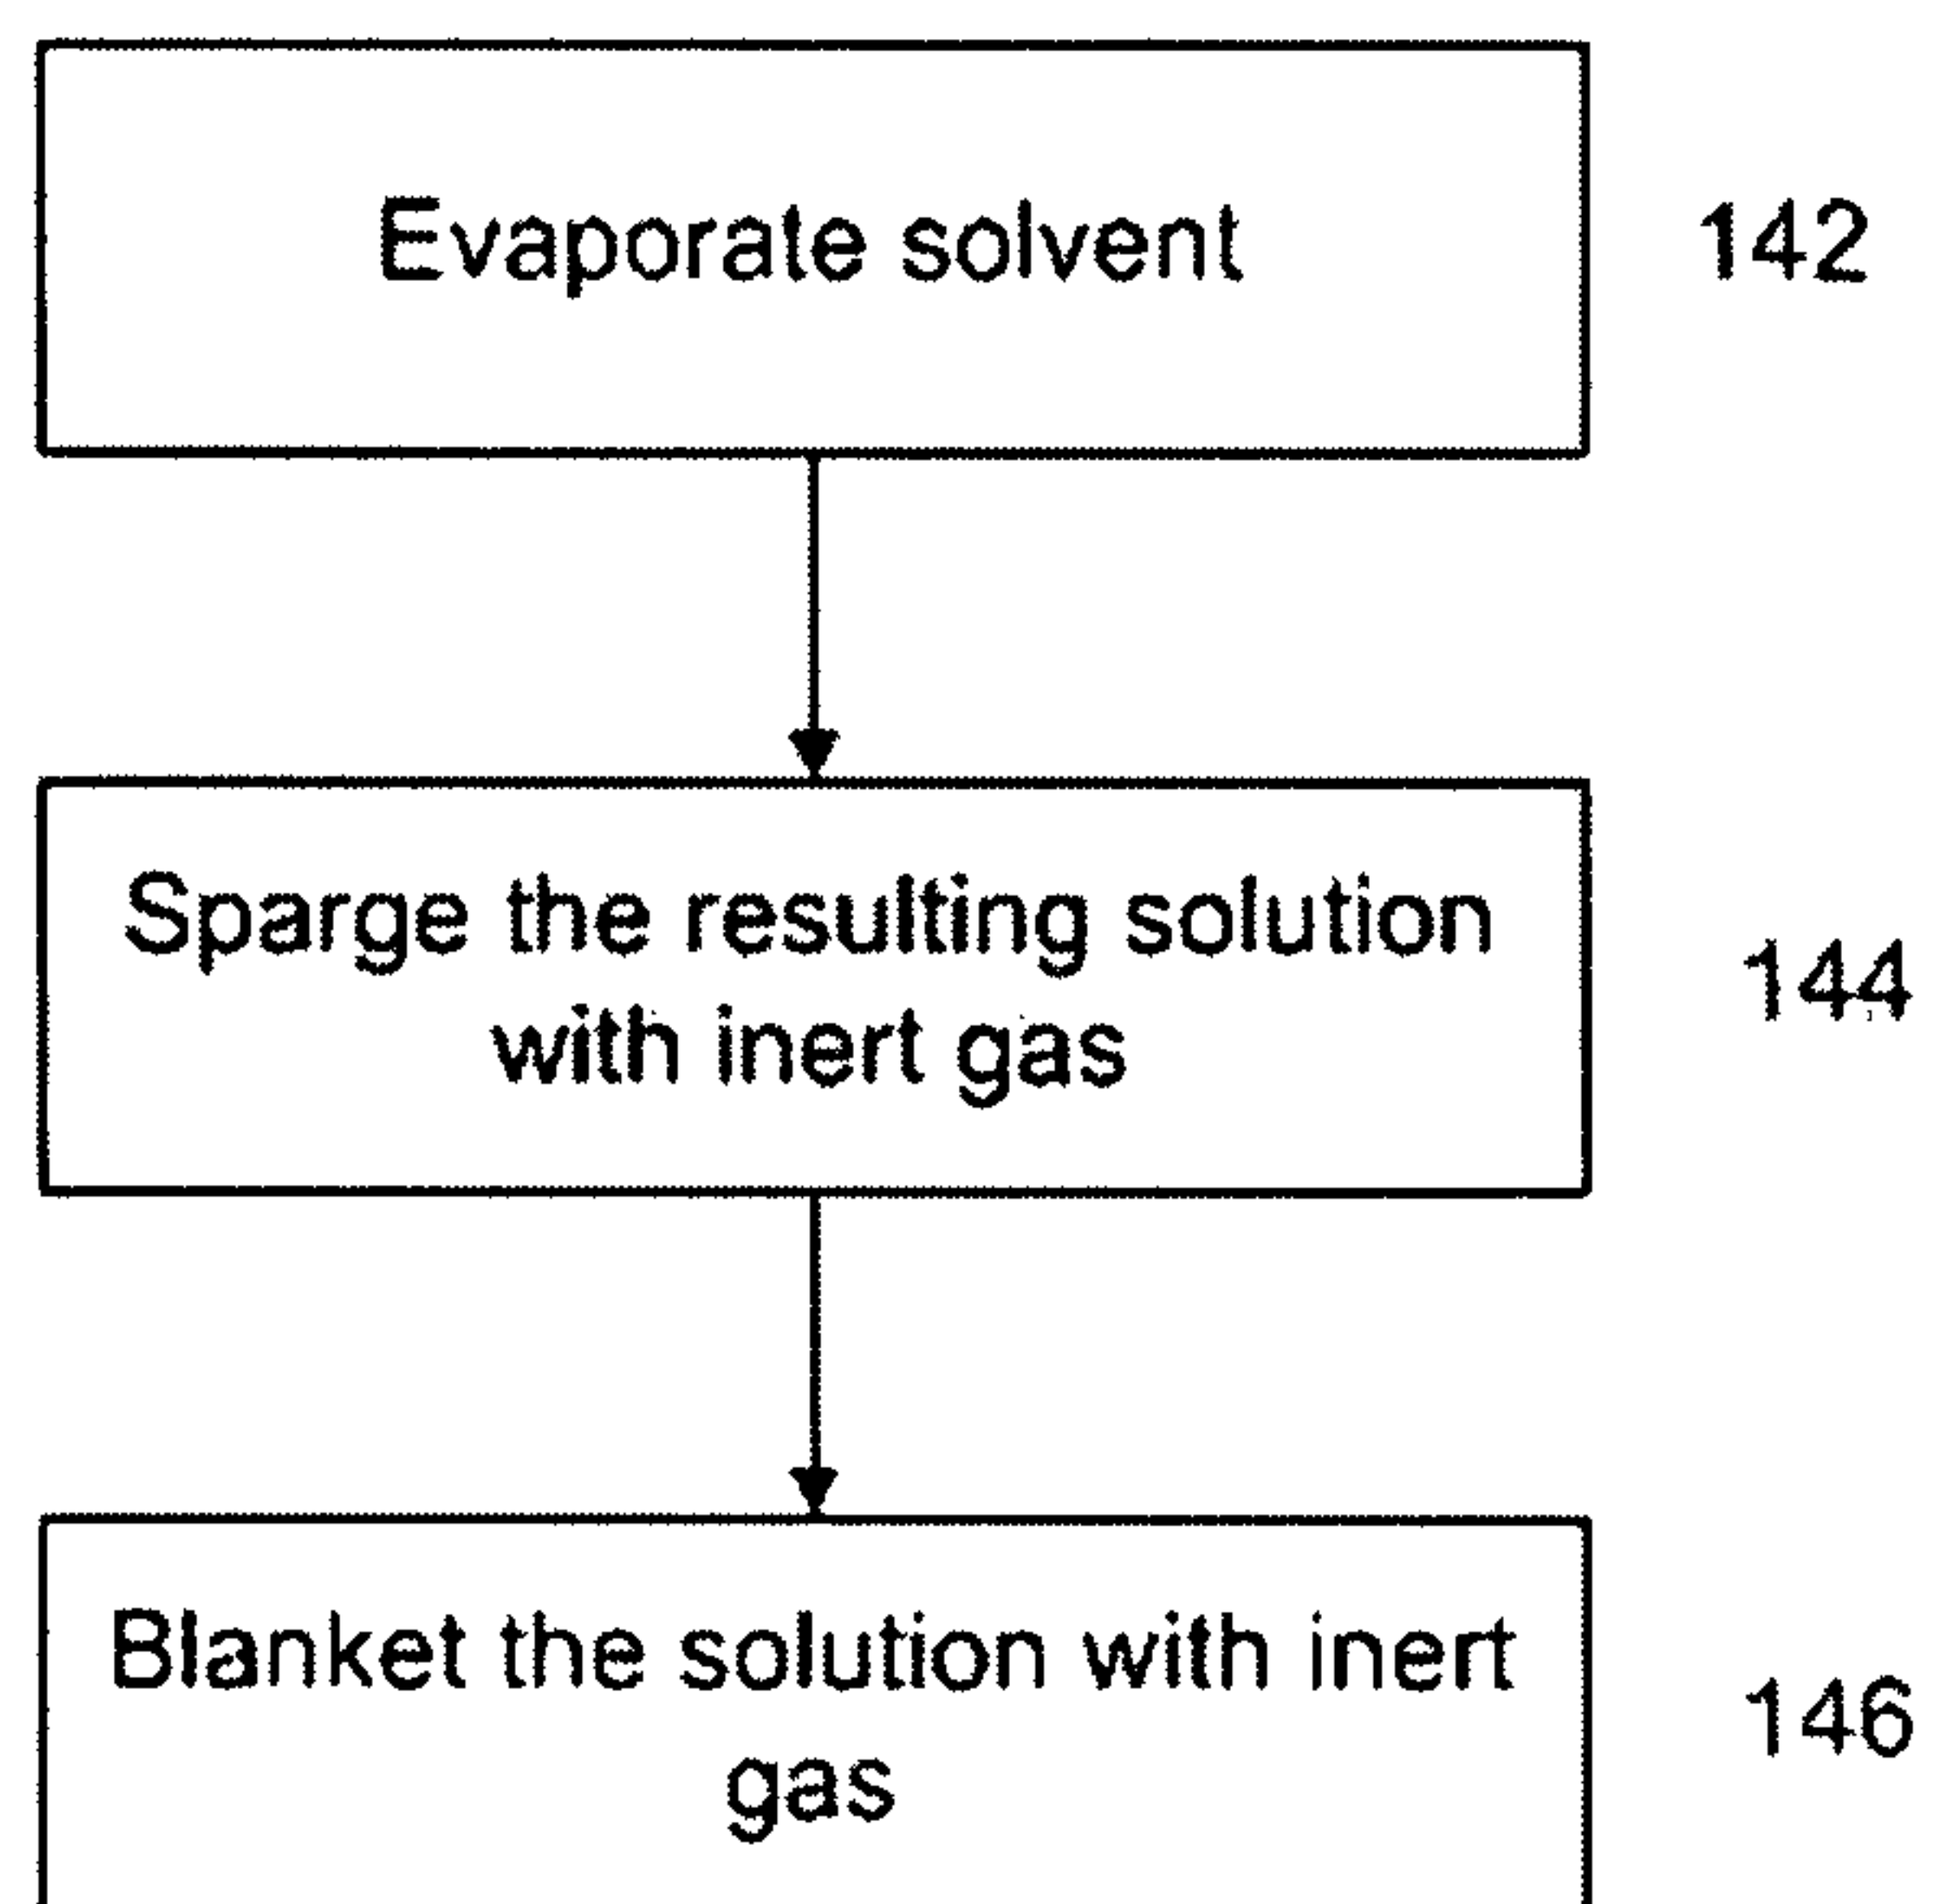 Evaporate solvent
142
Sparge the resulting solution
with inert gas
144
Blanket the solution with inert
gas
146